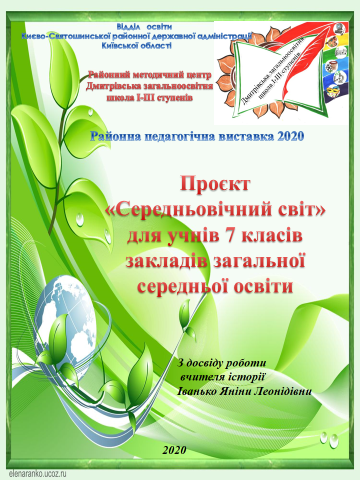 Відділ освіти
Києво-Святошинської районної державної адміністрації
Київської області
Районний методичний центр
Дмитрівська загальноосвітня
школа І-ІІІ ступенів
Дмитрівська загальноосвітня
школа І-ІІІ ступенів
Районна педагогічна виставка 2020
Проєкт
«Середньовічний світ»
для учнів 7 класів
закладів загальної
середньої освіти
З досвіду роботи
вчителя історії
Іванько Яніни Леонідівни
2020
elenaranko.ucoz.ru